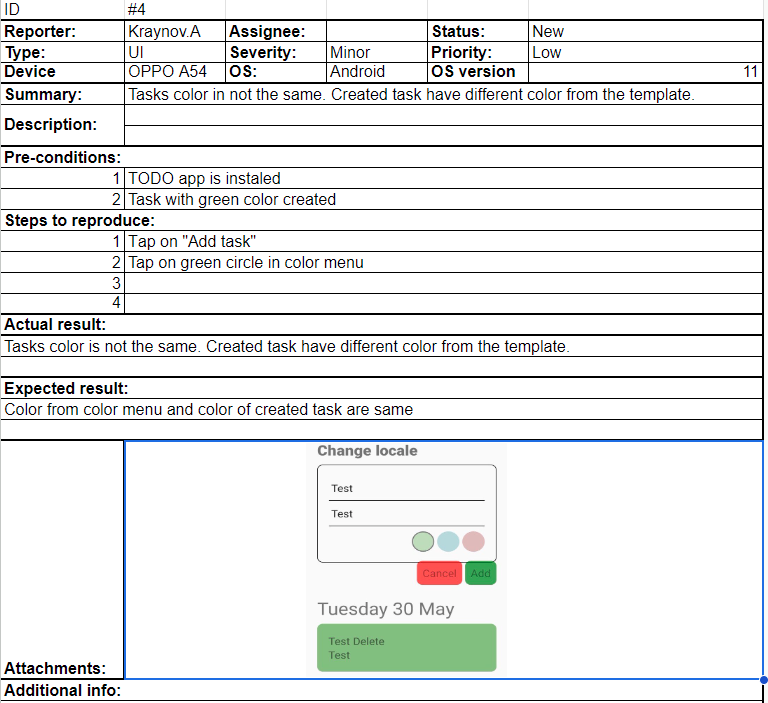 ID #4
Reporter: Kraynov.A Assignee: Status: New
Type: UI Severity: Minor Priority: Low
Device OPPO A54 OS: Android OS version 11
Summary: Tasks color in not the same. Created task have different color from the template.
Description:
Pre-conditions:
1 TODO app is instaled
2 Task with green color created
Steps to reproduce:
1 Tap on "Add task"
2 Tap on green circle in color menu
3
4
Actual result:
Tasks color is not the same. Created task have different color from the template.
Expected result:
Color from color menu and color of created task are same
Change locale
Test
Test
Cancel Add
Tuesday 30 May
Test Delete
Test
Attachments:
Additional info: